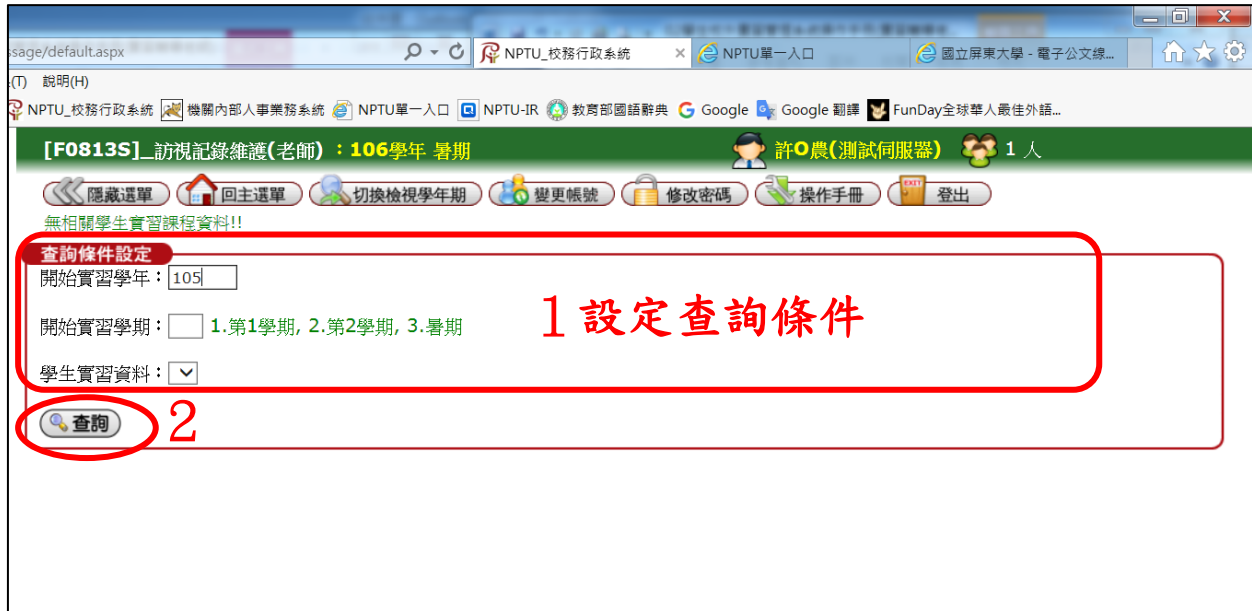 ssage/default.aspx NPTU_校務行政系統 × NPTU單一入口 國立屏東大學 - 電子公文線...
(T) 說明(H)
NPTU_校務行政系統 機關內部人事業務系統 NPTU單一入口 NPTU-IR 教育部國語辭典 Google Google 翻譯 FunDay全球華人最佳外語...
[F0813S]_訪視記錄維護(老師) : 106學年 暑期 許O農(測試伺服器) 1 人
隱藏選單 回主選單 切換檢視學年期 變更帳號 修改密碼 操作手冊 登出
無相關學生實習課程資料!!
查詢條件設定
開始實習學年：105
1設定查詢條件
開始實習學期： 1.第1學期, 2.第2學期, 3.暑期
學生實習資料：
查詢 2